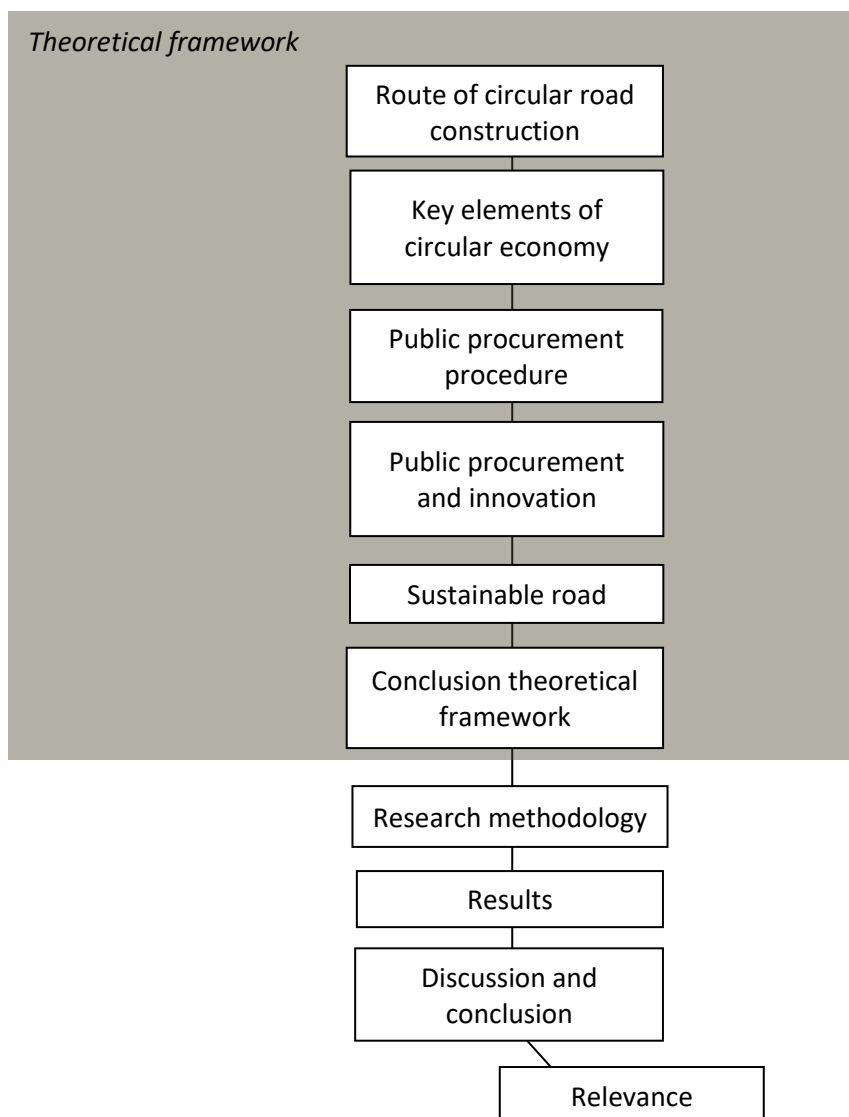 Theoretical framework
Route of circular road
construction
Key elements of
circular economy
Public procurement
procedure
Public procurement
and innovation
Sustainable road
Conclusion theoretical
framework
Research methodology
Results
Discussion and
conclusion
Relevance